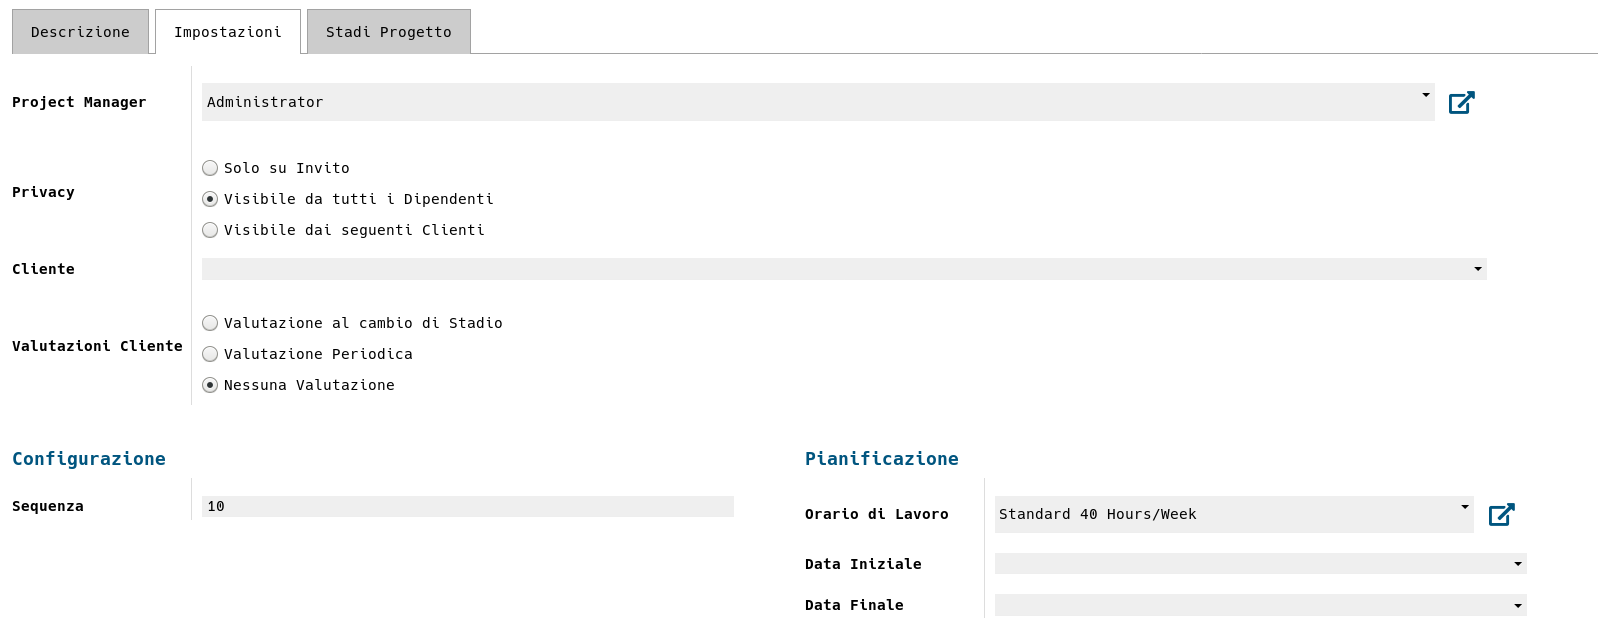 Descrizione Impostazioni Stadi Progetto
Project Manager Administrator
Solo su Invito
Privacy
Visibile da tutti i Dipendenti
Visibile dai seguenti Clienti
Cliente
Valutazione al cambio di Stadio
Valutazioni Cliente
Valutazione Periodica
Nessuna Valutazione
Configurazione
Sequenza 10
Pianificazione
Orario di Lavoro Standard 40 Hours/Week
Data Iniziale
Data Finale